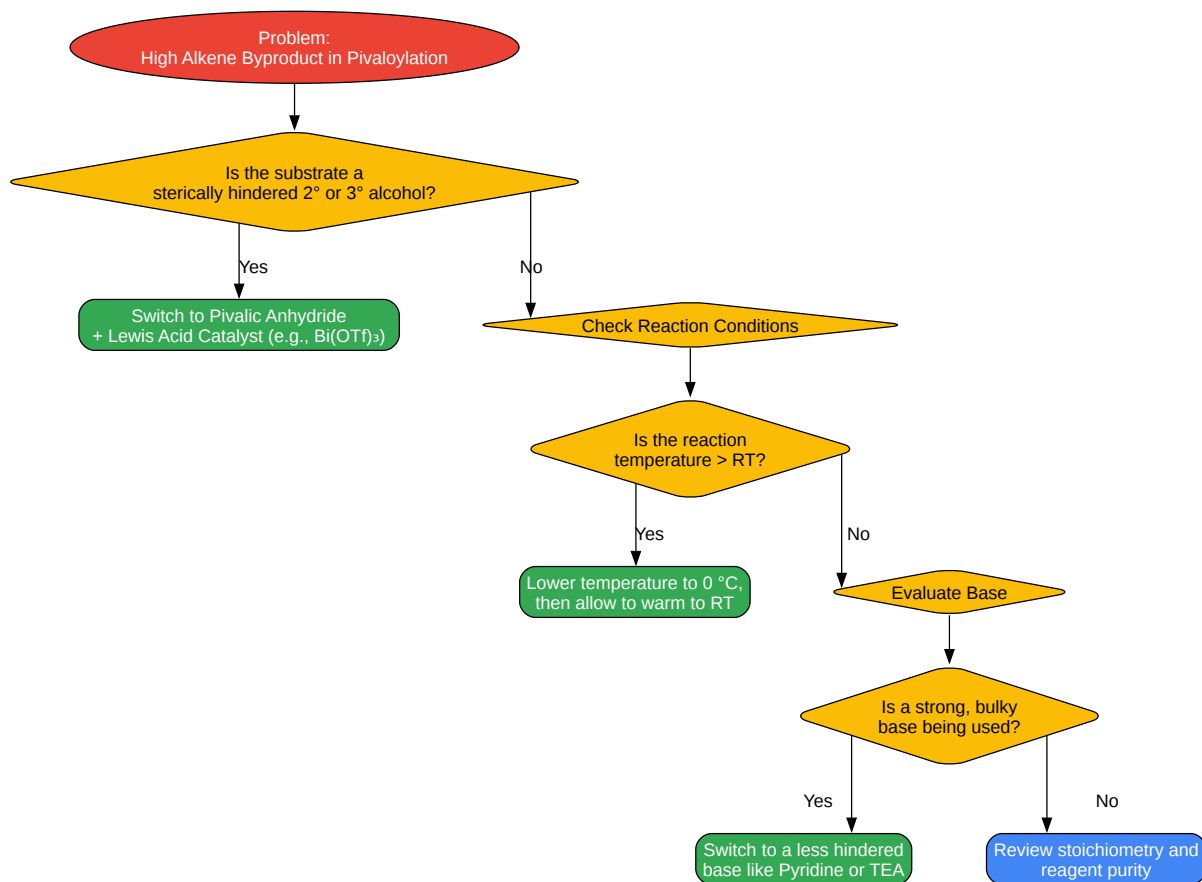 Problem:
High Alkene Byproduct in Pivaloylation
Is the substrate a
sterically hindered 2° or 3° alcohol?
Yes
No
Switch to Pivalic Anhydride
+ Lewis Acid Catalyst (e.g., Bi(OTf)₃)
Check Reaction Conditions
Is the reaction
temperature > RT?
Yes
No
Lower temperature to 0 °C,
then allow to warm to RT
Evaluate Base
Is a strong, bulky
base being used?
Yes
No
Switch to a less hindered
base like Pyridine or TEA
Review stoichiometry and
reagent purity